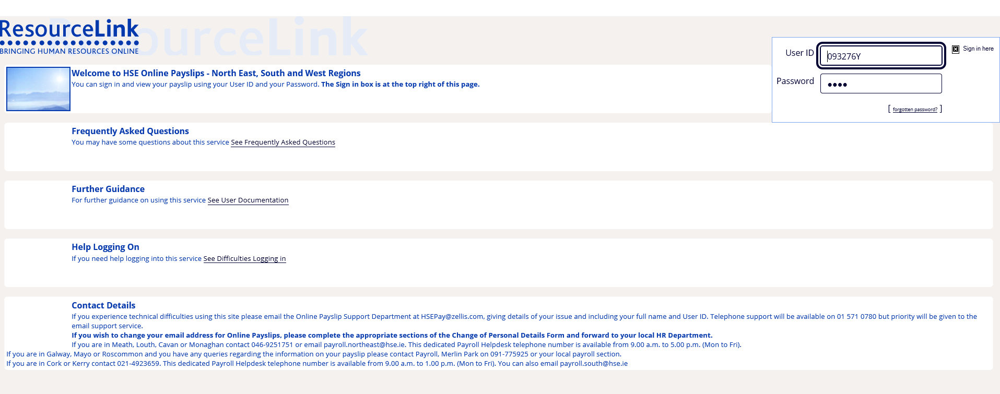 ResourceLink
BRINGING HUMAN RESOURCES ONLINE
ResourceLink
User ID 093276Y Sign in here
Password ••••
[ forgotten password? ]
Welcome to HSE Online Payslips - North East, South and West Regions
You can sign in and view your payslip using your User ID and your Password. The Sign in box is at the top right of this page.
Frequently Asked Questions
You may have some questions about this service See Frequently Asked Questions
Further Guidance
For further guidance on using this service See User Documentation
Help Logging On
If you need help logging into this service See Difficulties Logging in
Contact Details
If you experience technical difficulties using this site please email the Online Payslip Support Department at HSEPay@zellis.com, giving details of your issue and including your full name and User ID. Telephone support will be available on 01 571 0780 but priority will be given to the
email support service.
If you wish to change your email address for Online Payslips, please complete the appropriate sections of the Change of Personal Details Form and forward to your local HR Department.
If you are in Meath, Louth, Cavan or Monaghan contact 046-9251751 or email payroll.northeast@hse.ie. This dedicated Payroll Helpdesk telephone number is available from 9.00 a.m. to 5.00 p.m. (Mon to Fri).
If you are in Galway, Mayo or Roscommon and you have any queries regarding the information on your payslip please contact Payroll, Merlin Park on 091-775925 or your local payroll section.
If you are in Cork or Kerry contact 021-4923659. This dedicated Payroll Helpdesk telephone number is available from 9.00 a.m. to 1.00 p.m. (Mon to Fri). You can also email payroll.south@hse.ie